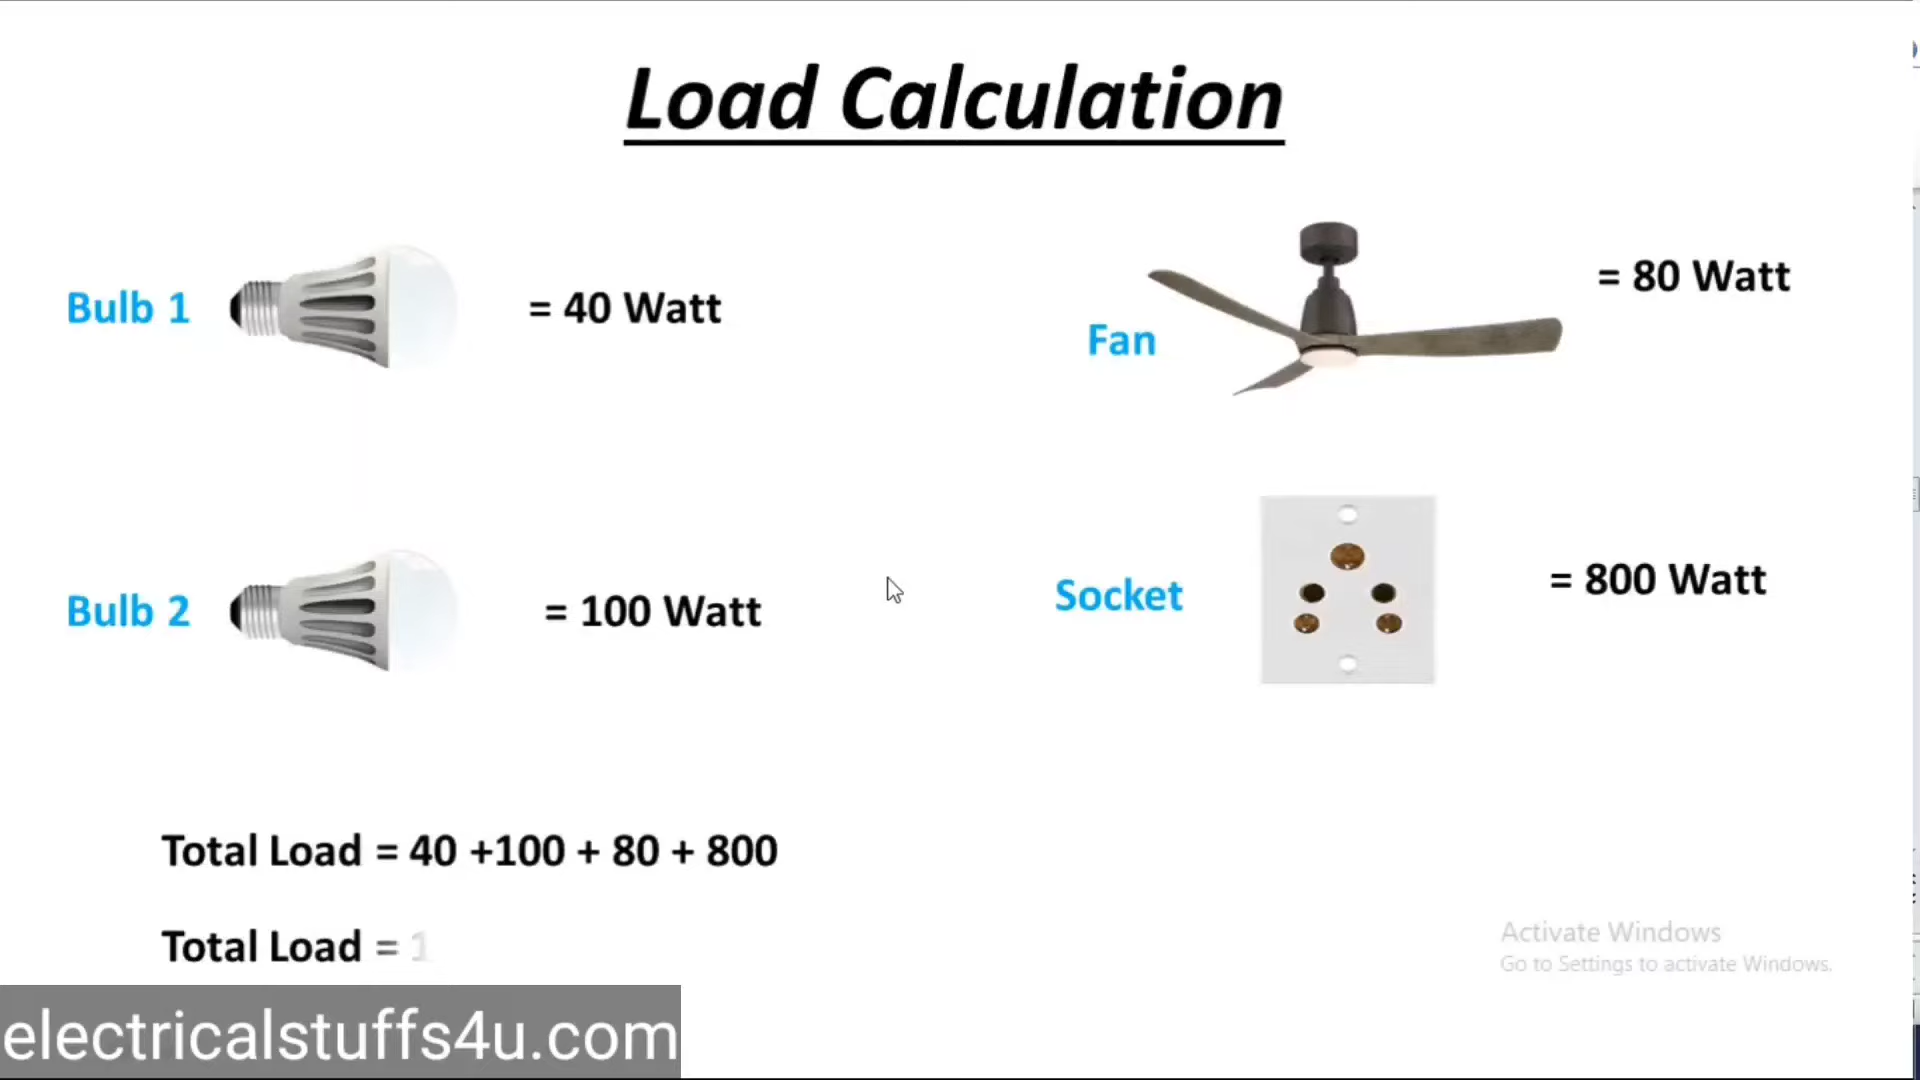 Load Calculation
Bulb 1
= 40 Watt
Fan
= 80 Watt
Bulb 2
= 100 Watt
Socket
= 800 Watt
Total Load = 40 +100 + 80 + 800
Total Load = 1
Activate Windows
Go to Settings to activate Windows.
electricalstuffs4u.com